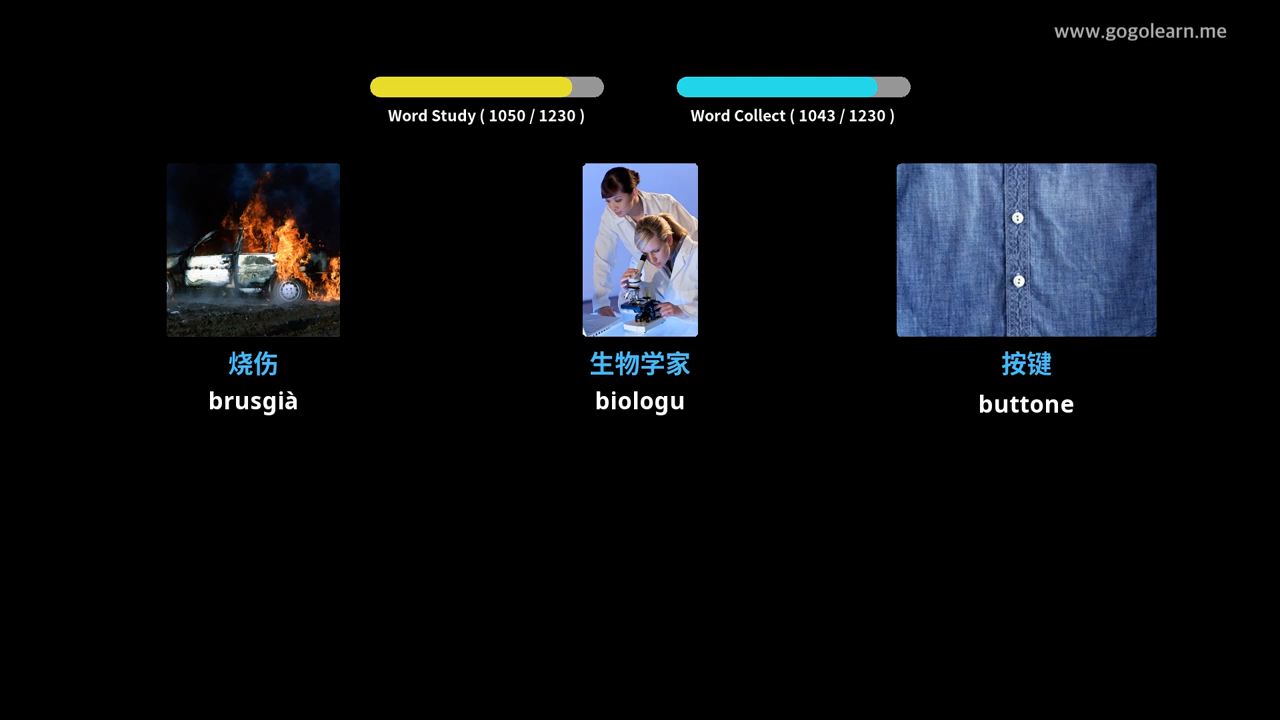 www.gogolearn.me
Word Study ( 1050 / 1230 )
Word Collect ( 1043 / 1230 )
烧伤
生物学家
按键
brusgià
biologu
buttone